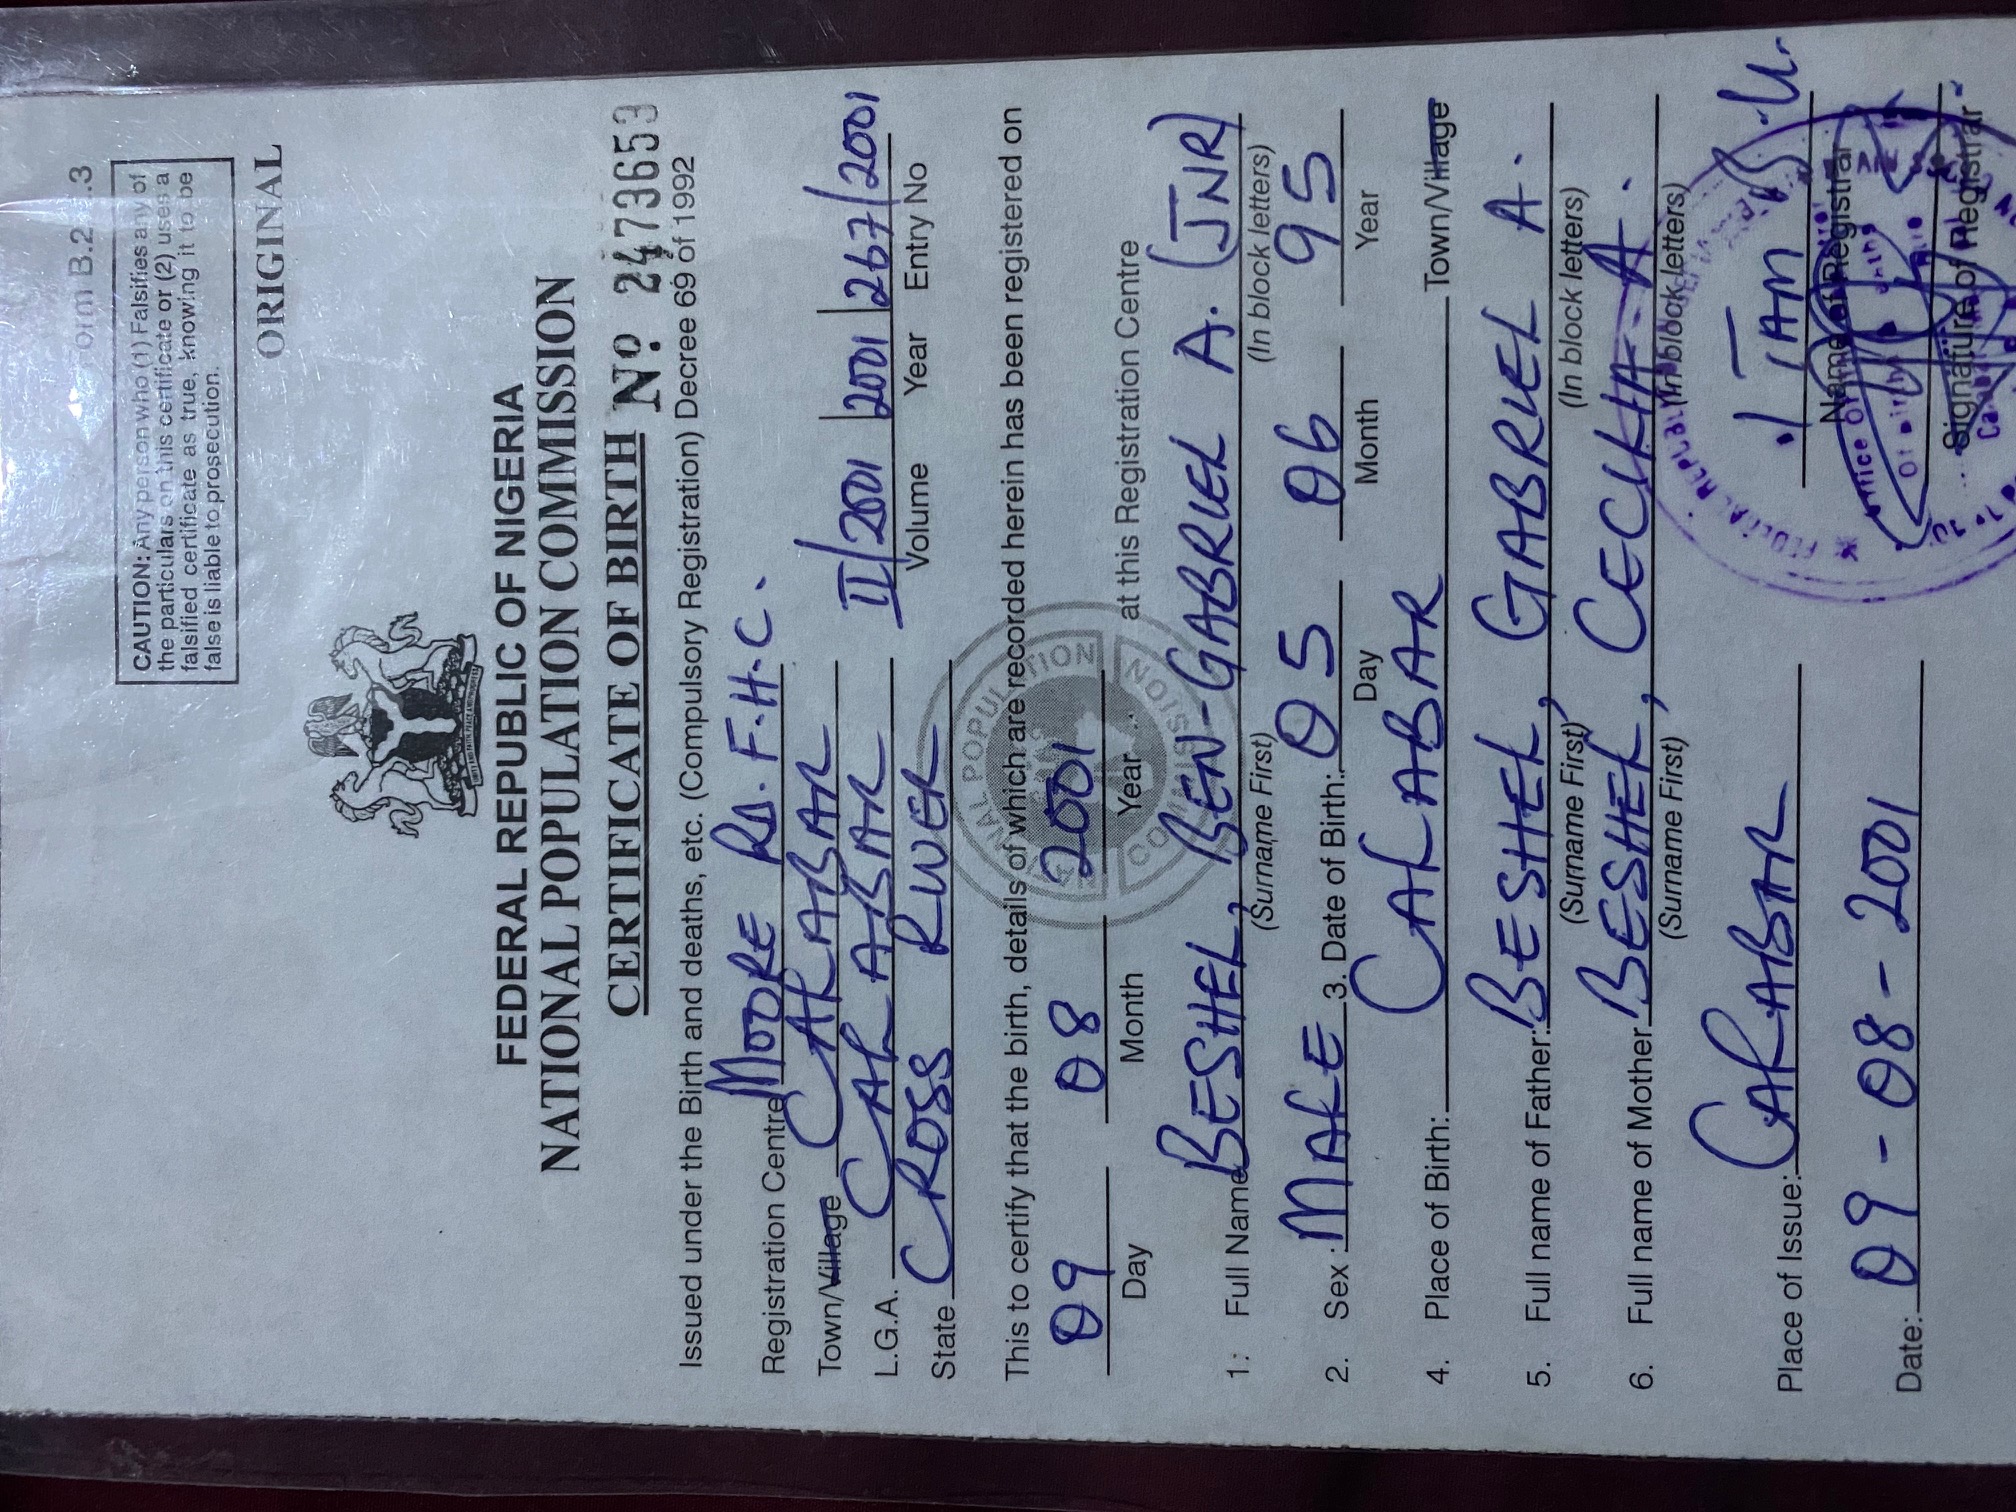 orm B.2 .3
CAUTION: Any person who (1) Falsifies any of
the particulars on this certificate or (2) uses a
falsified certificate as true, knowing it to be
false is liable to prosecution.
ORIGINAL
UNITY AND FAITH, PEACE AND PROGRESS
FEDERAL REPUBLIC OF NIGERIA
NATIONAL POPULATION COMMISSION
CERTIFICATE OF BIRTH Nº 2473653
Issued under the Birth and deaths, etc. (Compulsory Registration) Decree 69 of 1992
Registration Centre MOORE RD. F.H.C.
Town/Village CALABAR
L.G.A. CALABAR II/2001 2001 267/2001
Volume Year Entry No
State CROSS RIVER
NATIONAL POPULATION COMMISSION
This to certify that the birth, details of which are recorded herein has been registered on
09 08 2001
Day Month Year at this Registration Centre
1. Full Name BESHEL, BEN-GABRIEL A. (JNR)
(Surname First) (In block letters)
2. Sex: MALE 3. Date of Birth: 05 06 95
Day Month Year
4. Place of Birth: CALABAR Town/Village
5. Full name of Father: BESHEL, GABRIEL A.
(Surname First) (In block letters)
6. Full name of Mother BESHEL, CECILIA A.
(Surname First) (In block letters)
Place of Issue: CALABAR ITAM B.U.
Name of Registrar
Date: 09-08-2001
Signature of Registrar
FEDERAL REPUBLIC
Office Of
Of Births